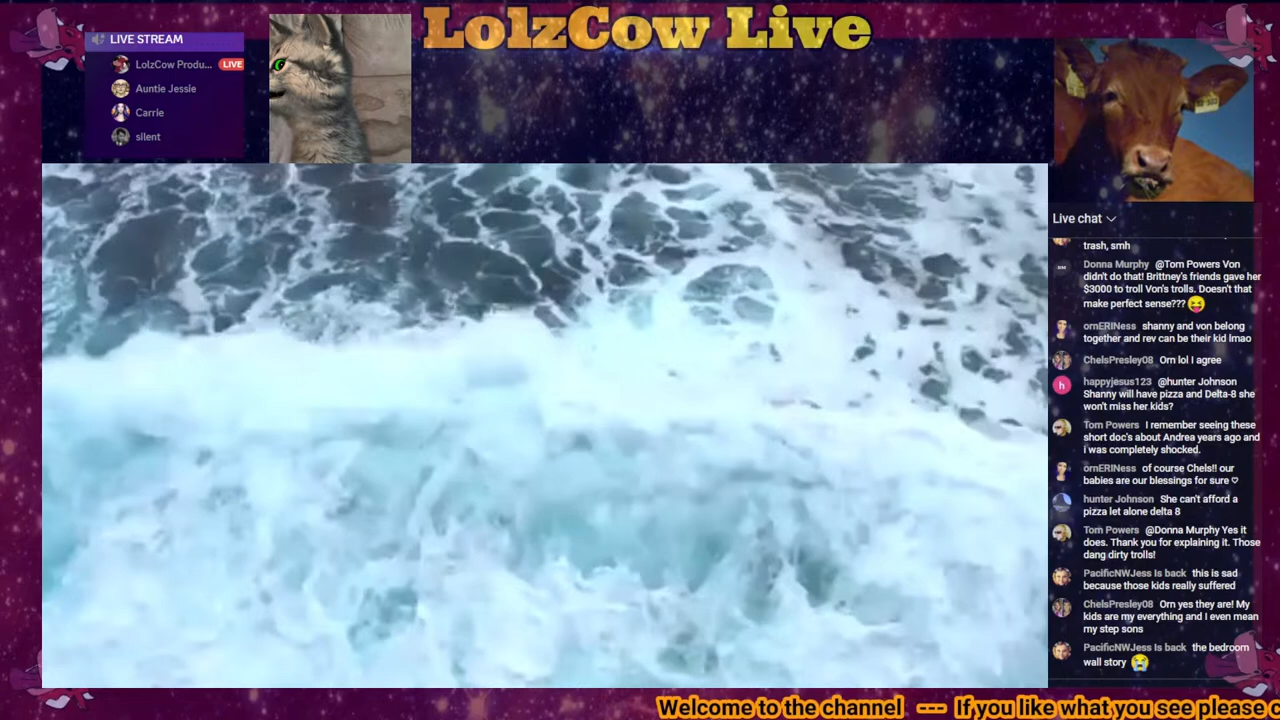 LolzCow Live
LIVE STREAM
LolzCow Produ... LIVE
Auntie Jessie
Carrie
silent
Live chat
trash, smh
Donna Murphy @Tom Powers Von
didn't do that! Brittney's friends gave her
$3000 to troll Von's trolls. Doesn't that
make perfect sense???
ornERINess shanny and von belong
together and rev can be their kid lmao
ChelsPresley08 Orn lol I agree
h
happyjesus123 @hunter Johnson
Shanny will have pizza and Delta-8 she
won't miss her kids?
Tom Powers I remember seeing these
short doc's about Andrea years ago and
I was completely shocked.
ornERINess of course Chels!! our
babies are our blessings for sure ♡
hunter Johnson She can't afford a
pizza let alone delta 8
Tom Powers @Donna Murphy Yes it
does. Thank you for explaining it. Those
dang dirty trolls!
PacificNWJess Is back this is sad
because those kids really suffered
ChelsPresley08 Orn yes they are! My
kids are my everything and I even mean
my step sons
PacificNWJess Is back the bedroom
wall story
Welcome to the channel --- If you like what you see please